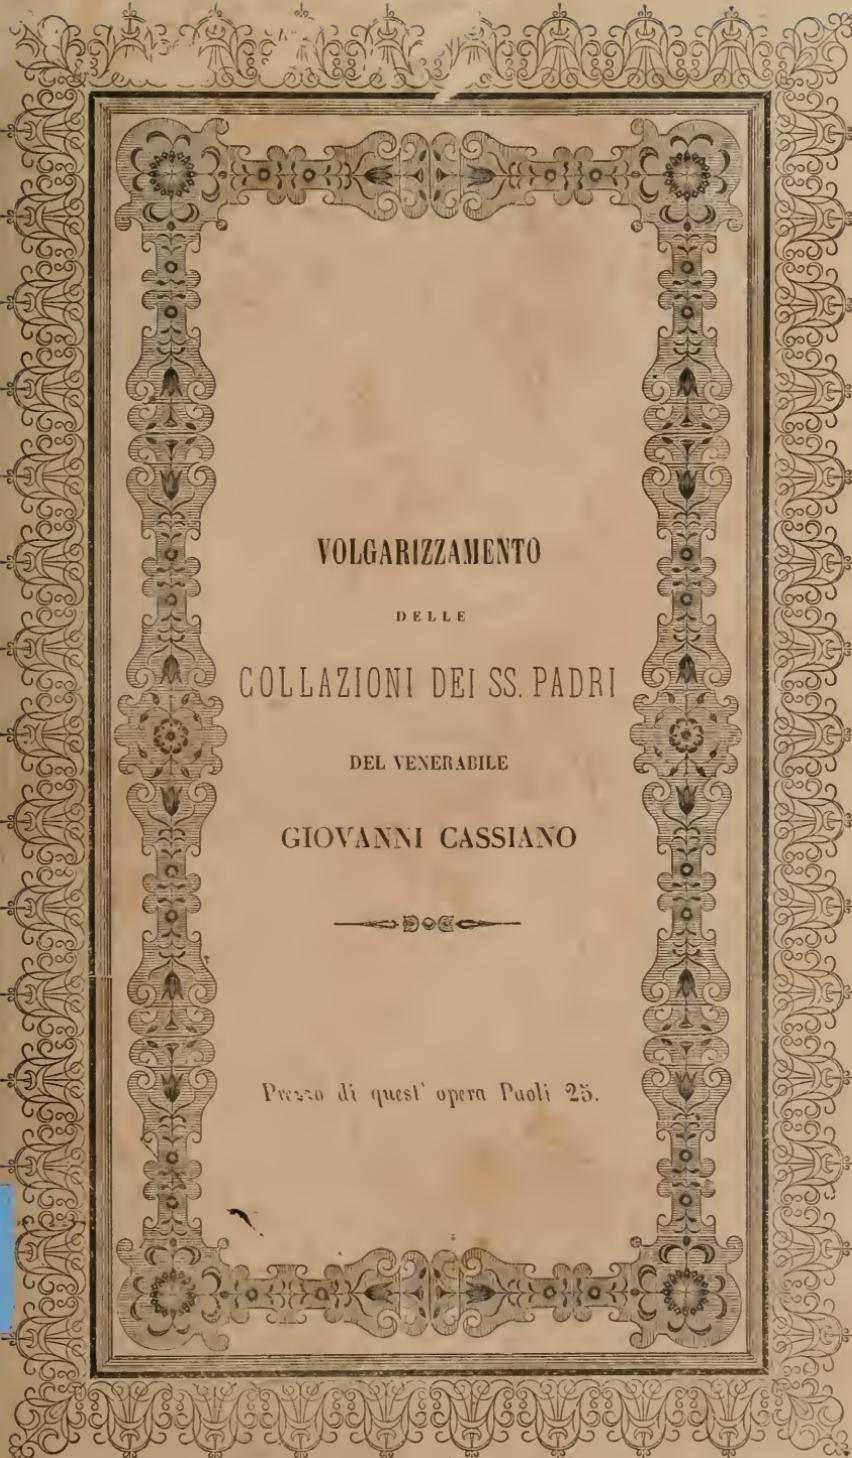 VOLGARIZZAMENTO
DELLE
COLLAZIONI DEI SS. PADRI
DEL VENERABILE
GIOVANNI CASSIANO
Prezzo di quest' opera Paoli 25.